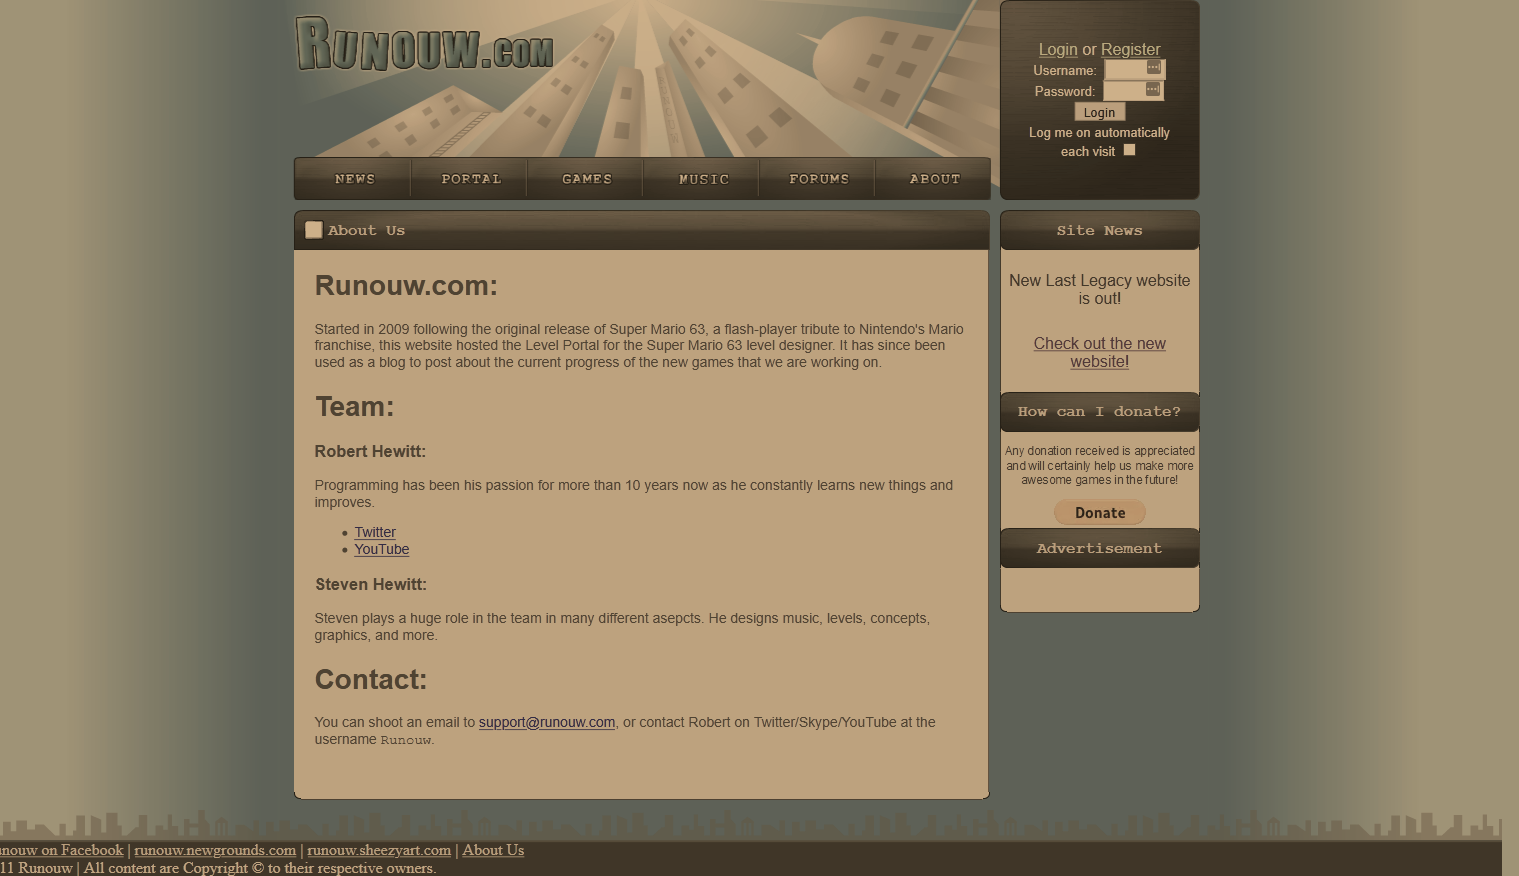 Runouw.com
Login or Register
Username:
Password:
Login
Log me on automatically
each visit
NEWS
PORTAL
GAMES
MUSIC
FORUMS
ABOUT
About Us
Runouw.com:
Started in 2009 following the original release of Super Mario 63, a flash-player tribute to Nintendo's Mario
franchise, this website hosted the Level Portal for the Super Mario 63 level designer. It has since been
used as a blog to post about the current progress of the new games that we are working on.
Team:
Robert Hewitt:
Programming has been his passion for more than 10 years now as he constantly learns new things and
improves.
• Twitter
• YouTube
Steven Hewitt:
Steven plays a huge role in the team in many different asepcts. He designs music, levels, concepts,
graphics, and more.
Contact:
You can shoot an email to support@runouw.com, or contact Robert on Twitter/Skype/YouTube at the
username Runouw.
Site News
New Last Legacy website
is out!
Check out the new
website!
How can I donate?
Any donation received is appreciated
and will certainly help us make more
awesome games in the future!
Donate
Advertisement
unouw on Facebook | runouw.newgrounds.com | runouw.sheezyart.com | About Us
11 Runouw | All content are Copyright © to their respective owners.